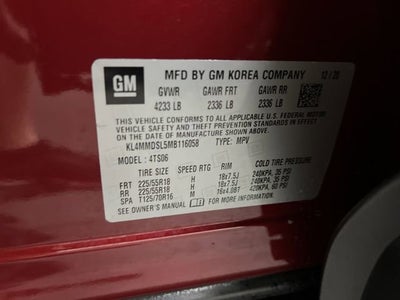 GM MFD BY GM KOREA COMPANY 12/20
GVWR GAWR FRT GAWR RR
4233 LB 2336 LB 2336 LB
THIS VEHICLE CONFORMS TO ALL APPLICABLE U.S. FEDERAL MOTOR
VEHICLE SAFETY, BUMPER, AND THEFT PREVENTION STANDARDS
IN EFFECT ON THE DATE OF MANUFACTURE SHOWN ABOVE.
KL4MMDSL5MB116058 TYPE: MPV
MODEL: 4TS06
TIRE SIZE SPEED RTG RIM COLD TIRE PRESSURE
FRT 225/55R18 H 18x7.5J 240KPA, 35 PSI
RR 225/55R18 H 18x7.5J 240KPA, 35 PSI
SPA T125/70R16 M 16x4.0BT 420KPA, 60 PSI
SEE OWNER'S MANUAL FOR ADDITIONAL INFORMATION